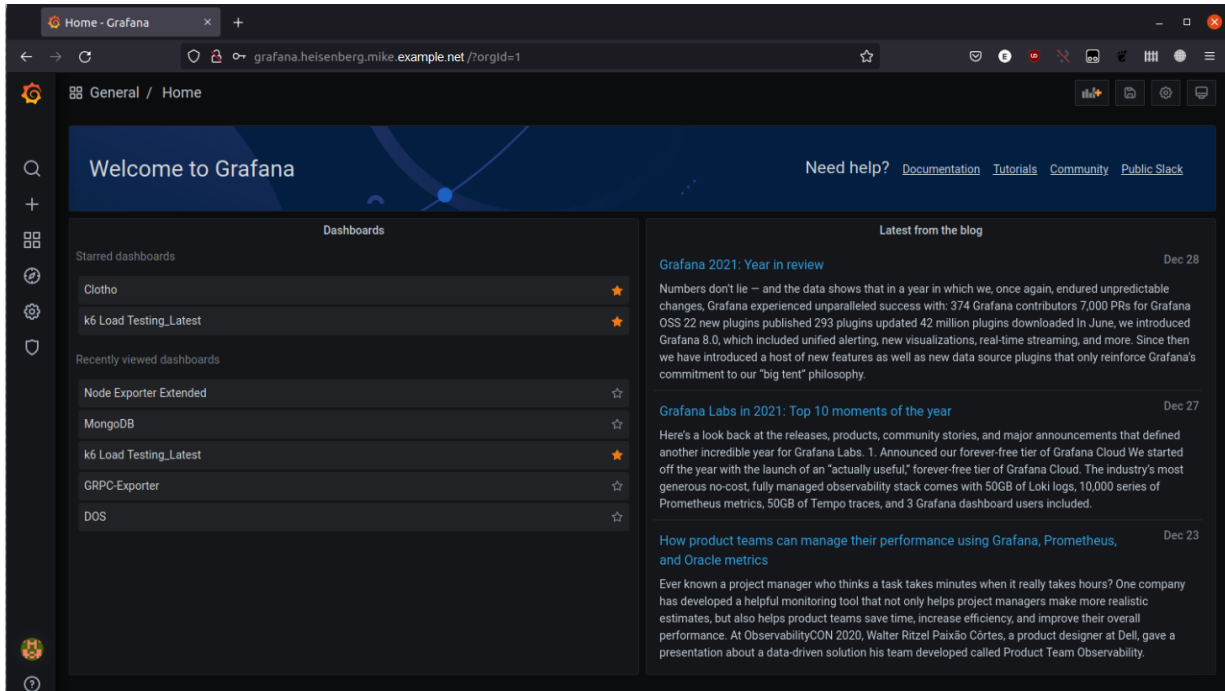 Home - Grafana
grafana.heisenberg.mike.example.net/?orgId=1
General / Home
Welcome to Grafana
Need help? Documentation Tutorials Community Public Slack
Dashboards
Starred dashboards
Clotho
k6 Load Testing_Latest
Recently viewed dashboards
Node Exporter Extended
MongoDB
k6 Load Testing_Latest
GRPC-Exporter
DOS
Latest from the blog
Grafana 2021: Year in review
Dec 28
Numbers don't lie — and the data shows that in a year in which we, once again, endured unpredictable
changes, Grafana experienced unparalleled success with: 374 Grafana contributors 7,000 PRs for Grafana
OSS 22 new plugins published 293 plugins updated 42 million plugins downloaded In June, we introduced
Grafana 8.0, which included unified alerting, new visualizations, real-time streaming, and more. Since then
we have introduced a host of new features as well as new data source plugins that only reinforce Grafana's
commitment to our “big tent” philosophy.
Grafana Labs in 2021: Top 10 moments of the year
Dec 27
Here's a look back at the releases, products, community stories, and major announcements that defined
another incredible year for Grafana Labs. 1. Announced our forever-free tier of Grafana Cloud We started
off the year with the launch of an “actually useful,” forever-free tier of Grafana Cloud. The industry's most
generous no-cost, fully managed observability stack comes with 50GB of Loki logs, 10,000 series of
Prometheus metrics, 50GB of Tempo traces, and 3 Grafana dashboard users included.
How product teams can manage their performance using Grafana, Prometheus,
and Oracle metrics
Dec 23
Ever known a project manager who thinks a task takes minutes when it really takes hours? One company
has developed a helpful monitoring tool that not only helps project managers make more realistic
estimates, but also helps product teams save time, increase efficiency, and improve their overall
performance. At ObservabilityCON 2020, Walter Ritzel Paixão Côrtes, a product designer at Dell, gave a
presentation about a data-driven solution his team developed called Product Team Observability.